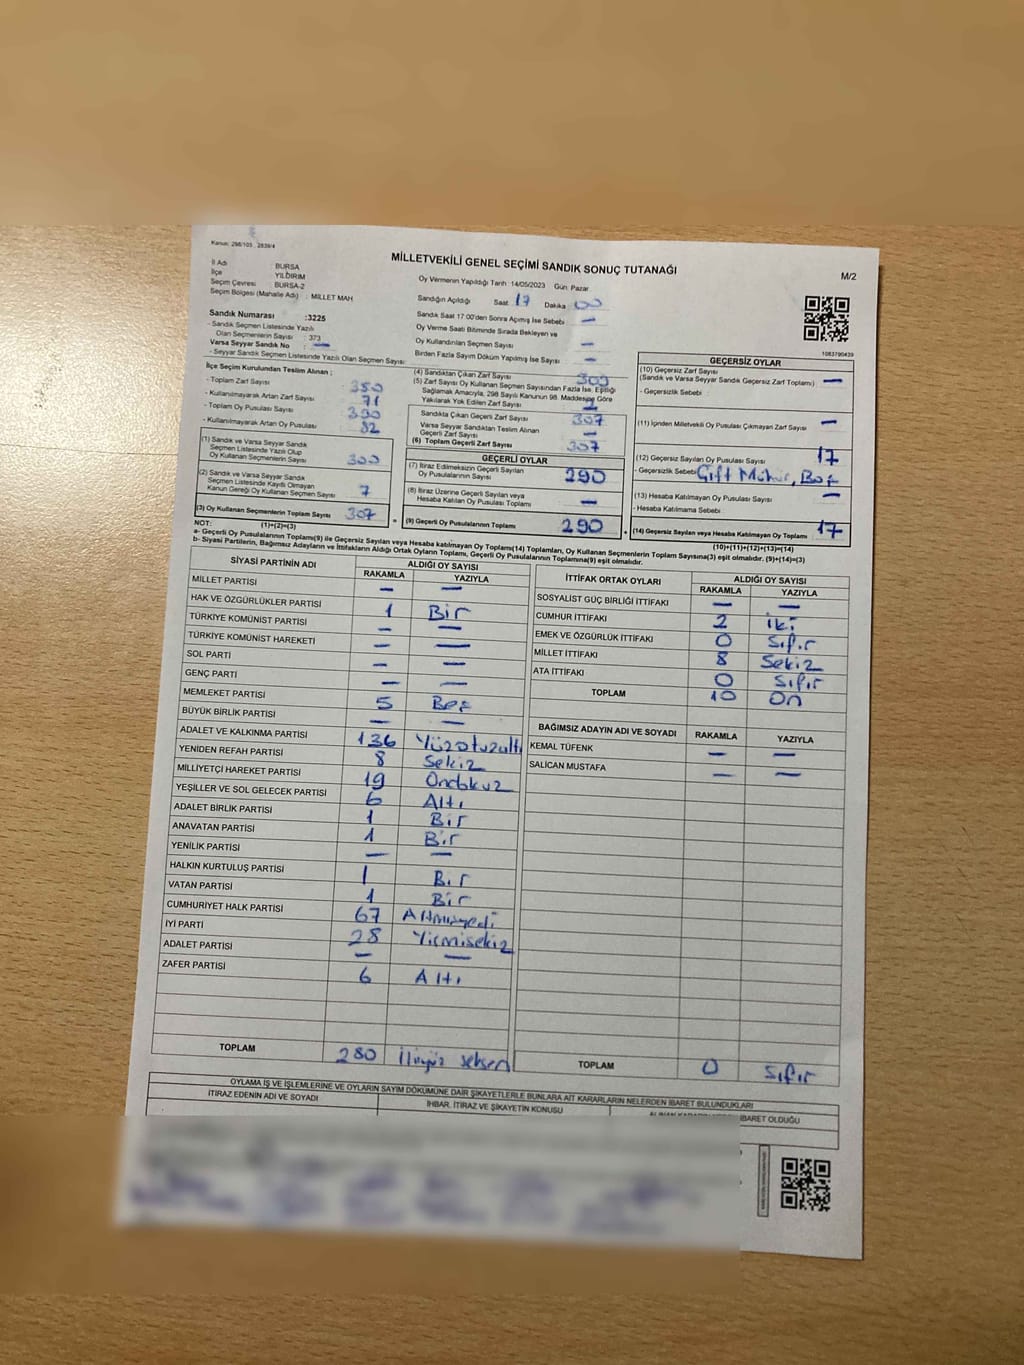 Kanun: 298/105 , 2839/4
MİLLETVEKİLİ GENEL SEÇİMİ SANDIK SONUÇ TUTANAĞI
M/2
İl Adı BURSA
İlçe YILDIRIM
Seçim Çevresi BURSA-2
Seçim Bölgesi (Mahalle Adı) : MİLLET MAH
Oy Vermenin Yapıldığı Tarih :14/05/2023 Gün: Pazar
Sandığın Açıldığı Saat 17 Dakika 00
Sandık Saat 17:00'den Sonra Açılmış İse Sebebi —
Oy Verme Saati Bitiminde Sırada Bekleyen ve
Oy Kullandırılan Seçmen Sayısı —
Birden Fazla Sayım Döküm Yapılmış İse Sayısı —
1083790439
Sandık Numarası :3225
- Sandık Seçmen Listesinde Yazılı
Olan Seçmenlerin Sayısı : 373
Varsa Seyyar Sandık No —
- Seyyar Sandık Seçmen Listesinde Yazılı Olan Seçmen Sayısı:
İlçe Seçim Kurulundan Teslim Alınan ;
- Toplam Zarf Sayısı 380
- Kullanılmayarak Artan Zarf Sayısı 71
- Toplam Oy Pusulası Sayısı 390
- Kullanılmayarak Artan Oy Pusulası 82
(1) Sandık ve Varsa Seyyar Sandık
Seçmen Listesinde Yazılı Olup
Oy Kullanan Seçmenlerin Sayısı 300
(2) Sandık ve Varsa Seyyar Sandık
Seçmen Listesinde Kayıtlı Olmayan
Kanun Gereği Oy Kullanan Seçmen Sayısı 7
(3) Oy Kullanan Seçmenlerin Toplam Sayısı 307
(1)+(2)=(3)
(4) Sandıktan Çıkan Zarf Sayısı 309
(5) Zarf Sayısı Oy Kullanan Seçmen Sayısından Fazla İse, Eşitliği
Sağlamak Amacıyla, 298 Sayılı Kanunun 98. Maddesine Göre
Yakılarak Yok Edilen Zarf Sayısı 2
Sandıkta Çıkan Geçerli Zarf Sayısı 307
Varsa Seyyar Sandıktan Teslim Alınan
Geçerli Zarf Sayısı —
(6) Toplam Geçerli Zarf Sayısı 307
GEÇERLİ OYLAR
(7) İtiraz Edilmeksizin Geçerli Sayılan
Oy Pusulalarının Sayısı 290
(8) İtiraz Üzerine Geçerli Sayılan veya
Hesaba Katılan Oy Pusulası Toplamı —
(9) Geçerli Oy Pusulalarının Toplamı 290
GEÇERSİZ OYLAR
(10) Geçersiz Zarf Sayısı
(Sandık ve Varsa Seyyar Sandık Geçersiz Zarf Toplamı) —
- Geçersizlik Sebebi :
(11) İçinden Milletvekili Oy Pusulası Çıkmayan Zarf Sayısı —
(12) Geçersiz Sayılan Oy Pusulası Sayısı 17
- Geçersizlik Sebebi Çift Mühür, Boş
(13) Hesaba Katılmayan Oy Pusulası Sayısı —
- Hesaba Katılmama Sebebi :
(14) Geçersiz Sayılan veya Hesaba Katılmayan Oy Toplamı 17
(10)+(11)+(12)+(13)=(14)
NOT:
a- Geçerli Oy Pusulalarının Toplamı(9) ile Geçersiz Sayılan veya Hesaba katılmayan Oy Toplamı(14) Toplamları, Oy Kullanan Seçmenlerin Toplam Sayısına(3) eşit olmalıdır. (9)+(14)=(3)
b- Siyasi Partilerin, Bağımsız Adayların ve İttifakların Aldığı Ortak Oyların Toplamı, Geçerli Oy Pusulalarının Toplamına(9) eşit olmalıdır.
SİYASİ PARTİNİN ADI ALDIĞI OY SAYISI
RAKAMLA YAZIYLA
MİLLET PARTİSİ — —
HAK VE ÖZGÜRLÜKLER PARTİSİ 1 Bir
TÜRKİYE KOMÜNİST PARTİSİ — —
TÜRKİYE KOMÜNİST HAREKETİ — —
SOL PARTİ — —
GENÇ PARTİ — —
MEMLEKET PARTİSİ 5 Beş
BÜYÜK BİRLİK PARTİSİ — —
ADALET VE KALKINMA PARTİSİ 136 Yüzotuzaltı
YENİDEN REFAH PARTİSİ 8 Sekiz
MİLLİYETÇİ HAREKET PARTİSİ 19 Ondokuz
YEŞİLLER VE SOL GELECEK PARTİSİ 6 Altı
ADALET BİRLİK PARTİSİ 1 Bir
ANAVATAN PARTİSİ 1 Bir
YENİLİK PARTİSİ — —
HALKIN KURTULUŞ PARTİSİ 1 Bir
VATAN PARTİSİ 1 Bir
CUMHURİYET HALK PARTİSİ 67 Altmışyedi
İYİ PARTİ 28 Yirmisekiz
ADALET PARTİSİ — —
ZAFER PARTİSİ 6 Altı
TOPLAM 280 İkiyüz seksen
İTTİFAK ORTAK OYLARI ALDIĞI OY SAYISI
RAKAMLA YAZIYLA
SOSYALİST GÜÇ BİRLİĞİ İTTİFAKI — —
CUMHUR İTTİFAKI 2 iki
EMEK VE ÖZGÜRLÜK İTTİFAKI 0 Sıfır
MİLLET İTTİFAKI 8 Sekiz
ATA İTTİFAKI 0 Sıfır
TOPLAM 10 On
BAĞIMSIZ ADAYIN ADI VE SOYADI RAKAMLA YAZIYLA
KEMAL TÜFENK — —
SALİCAN MUSTAFA — —
TOPLAM 0 Sıfır
OYLAMA İŞ VE İŞLEMLERİNE VE OYLARIN SAYIM DÖKÜMÜNE DAİR ŞİKAYETLERLE BUNLARA AİT KARARLARIN NELERDEN İBARET BULUNDUKLARI
İTİRAZ EDENİN ADI VE SOYADI
İHBAR, İTİRAZ VE ŞİKAYETİN KONUSU
İBARET OLDUĞU